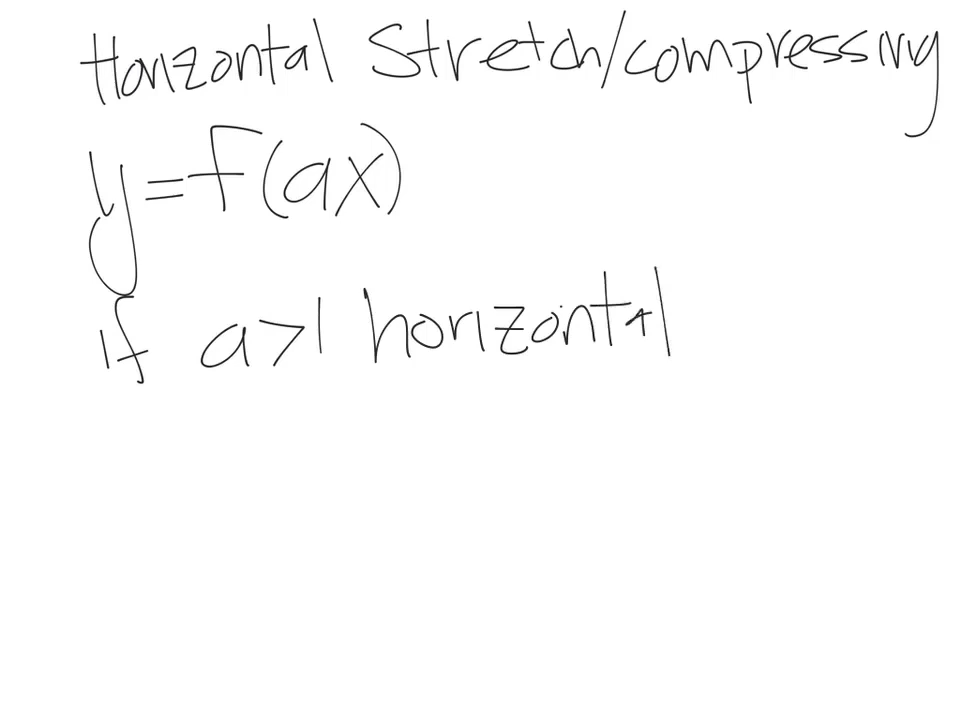 Horizontal Stretch/compressing
y=f(ax)
if a>1 horizontal